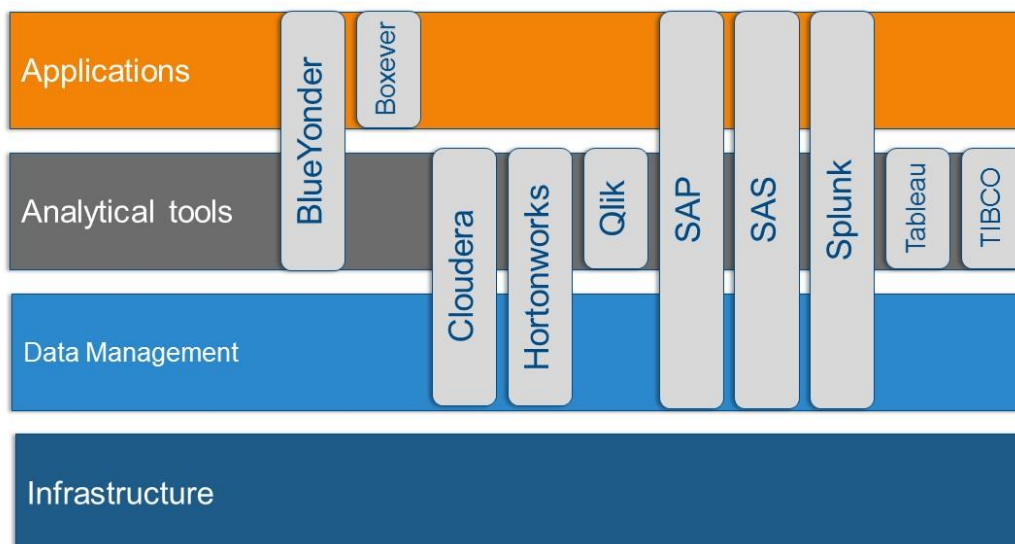 Applications
Analytical tools
Data Management
Infrastructure
BlueYonder
Boxever
Cloudera
Hortonworks
Qlik
SAP
SAS
Splunk
Tableau
TIBCO